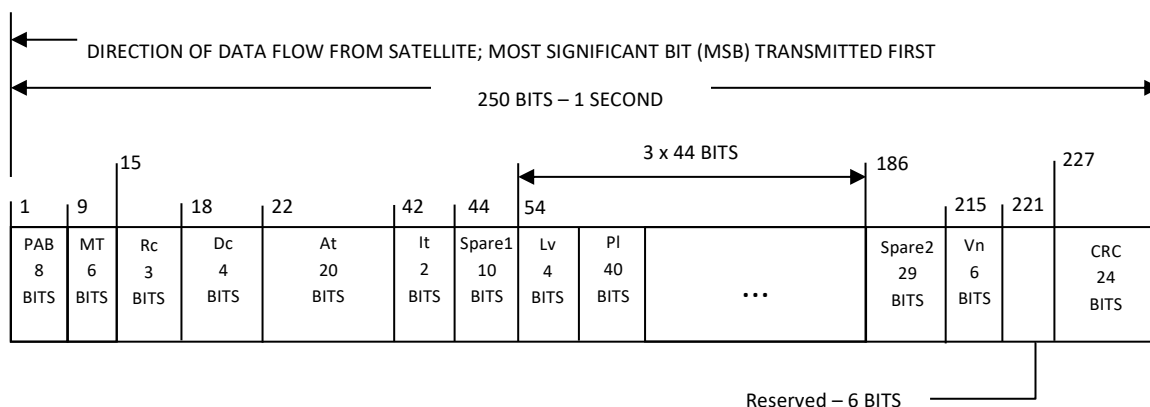 DIRECTION OF DATA FLOW FROM SATELLITE; MOST SIGNIFICANT BIT (MSB) TRANSMITTED FIRST
250 BITS – 1 SECOND
3 x 44 BITS
15
186
227
1
9
18
22
42
44
54
215
221
PAB
8
BITS
MT
6
BITS
Rc
3
BITS
Dc
4
BITS
At
20
BITS
It
2
BITS
Spare1
10
BITS
Lv
4
BITS
Pl
40
BITS
...
Spare2
29
BITS
Vn
6
BITS
CRC
24
BITS
Reserved – 6 BITS